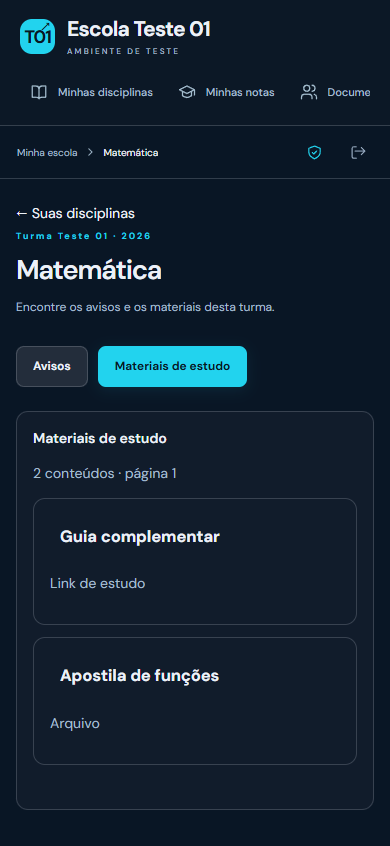 T01
Escola Teste 01
AMBIENTE DE TESTE
Minhas disciplinas
Minhas notas
Docume
Minha escola > Matemática
← Suas disciplinas
Turma Teste 01 · 2026
Matemática
Encontre os avisos e os materiais desta turma.
Avisos
Materiais de estudo
Materiais de estudo
2 conteúdos · página 1
Guia complementar
Link de estudo
Apostila de funções
Arquivo